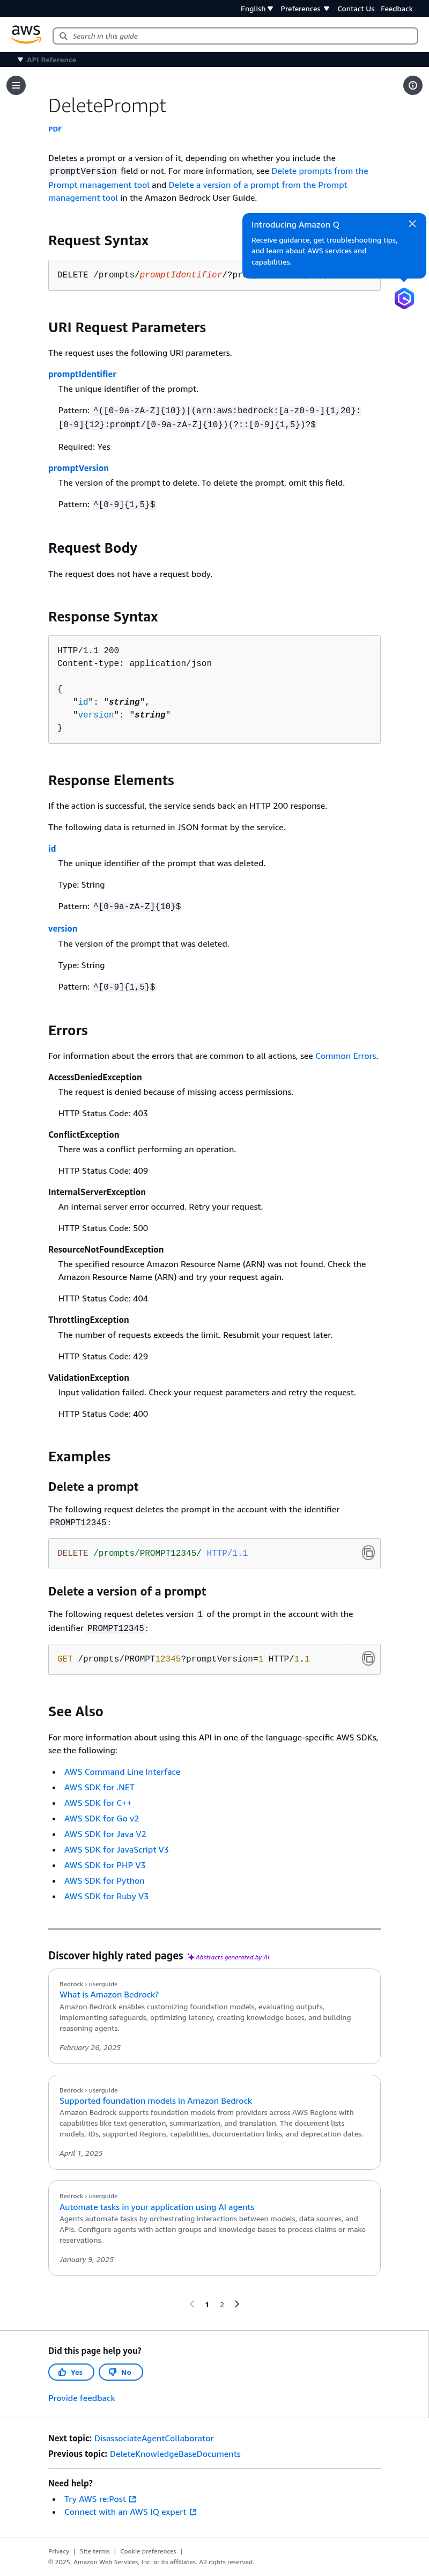 English Preferences Contact Us Feedback
aws
Search in this guide
API Reference
DeletePrompt
PDF
Deletes a prompt or a version of it, depending on whether you include the
promptVersion field or not. For more information, see Delete prompts from the
Prompt management tool and Delete a version of a prompt from the Prompt
management tool in the Amazon Bedrock User Guide.
Introducing Amazon Q
Receive guidance, get troubleshooting tips,
and learn about AWS services and
capabilities.
Request Syntax
DELETE /prompts/promptIdentifier/?pr
URI Request Parameters
The request uses the following URI parameters.
promptIdentifier
The unique identifier of the prompt.
Pattern: ^([0-9a-zA-Z]{10})|(arn:aws:bedrock:[a-z0-9-]{1,20}:
[0-9]{12}:prompt/[0-9a-zA-Z]{10})(?::[0-9]{1,5})?$
Required: Yes
promptVersion
The version of the prompt to delete. To delete the prompt, omit this field.
Pattern: ^[0-9]{1,5}$
Request Body
The request does not have a request body.
Response Syntax
HTTP/1.1 200
Content-type: application/json
{
"id": "string",
"version": "string"
}
Response Elements
If the action is successful, the service sends back an HTTP 200 response.
The following data is returned in JSON format by the service.
id
The unique identifier of the prompt that was deleted.
Type: String
Pattern: ^[0-9a-zA-Z]{10}$
version
The version of the prompt that was deleted.
Type: String
Pattern: ^[0-9]{1,5}$
Errors
For information about the errors that are common to all actions, see Common Errors.
AccessDeniedException
The request is denied because of missing access permissions.
HTTP Status Code: 403
ConflictException
There was a conflict performing an operation.
HTTP Status Code: 409
InternalServerException
An internal server error occurred. Retry your request.
HTTP Status Code: 500
ResourceNotFoundException
The specified resource Amazon Resource Name (ARN) was not found. Check the
Amazon Resource Name (ARN) and try your request again.
HTTP Status Code: 404
ThrottlingException
The number of requests exceeds the limit. Resubmit your request later.
HTTP Status Code: 429
ValidationException
Input validation failed. Check your request parameters and retry the request.
HTTP Status Code: 400
Examples
Delete a prompt
The following request deletes the prompt in the account with the identifier
PROMPT12345:
DELETE /prompts/PROMPT12345/ HTTP/1.1
Delete a version of a prompt
The following request deletes version 1 of the prompt in the account with the
identifier PROMPT12345:
GET /prompts/PROMPT12345?promptVersion=1 HTTP/1.1
See Also
For more information about using this API in one of the language-specific AWS SDKs,
see the following:
• AWS Command Line Interface
• AWS SDK for .NET
• AWS SDK for C++
• AWS SDK for Go v2
• AWS SDK for Java V2
• AWS SDK for JavaScript V3
• AWS SDK for PHP V3
• AWS SDK for Python
• AWS SDK for Ruby V3
Discover highly rated pages Abstracts generated by AI
Bedrock › userguide
What is Amazon Bedrock?
Amazon Bedrock enables customizing foundation models, evaluating outputs,
implementing safeguards, optimizing latency, creating knowledge bases, and building
reasoning agents.
February 26, 2025
Bedrock › userguide
Supported foundation models in Amazon Bedrock
Amazon Bedrock supports foundation models from providers across AWS Regions with
capabilities like text generation, summarization, and translation. The document lists
models, IDs, supported Regions, capabilities, documentation links, and deprecation dates.
April 1, 2025
Bedrock › userguide
Automate tasks in your application using AI agents
Agents automate tasks by orchestrating interactions between models, data sources, and
APIs. Configure agents with action groups and knowledge bases to process claims or make
reservations.
January 9, 2025
1 2
Did this page help you?
Yes No
Provide feedback
Next topic: DisassociateAgentCollaborator
Previous topic: DeleteKnowledgeBaseDocuments
Need help?
• Try AWS re:Post
• Connect with an AWS IQ expert
Privacy | Site terms | Cookie preferences |
© 2025, Amazon Web Services, Inc. or its affiliates. All rights reserved.